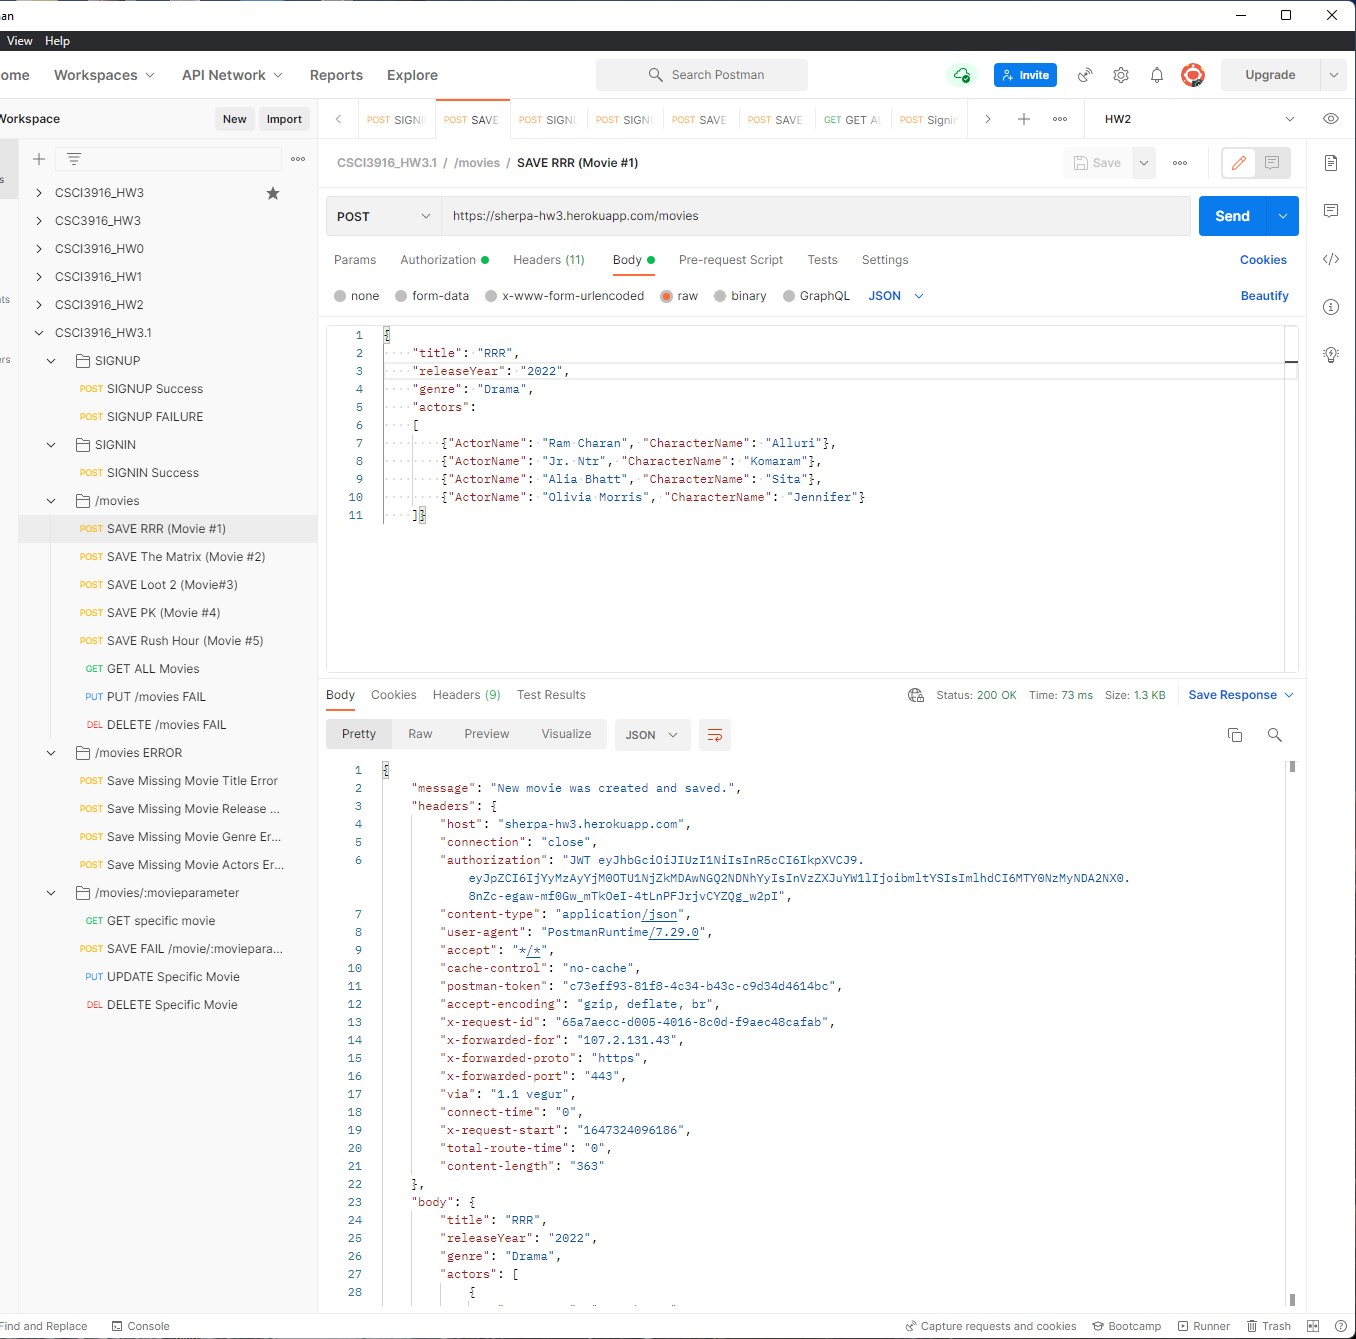 an
View Help
ome Workspaces API Network Reports Explore Search Postman Invite Upgrade
Workspace New Import
POST SIGNI POST SAVE POST SIGNU POST SIGNU POST SAVE POST SAVE GET GET AL POST Signin HW2
CSCI3916_HW3.1 / /movies / SAVE RRR (Movie #1) Save
CSCI3916_HW3
CSC3916_HW3
CSCI3916_HW0
CSCI3916_HW1
CSCI3916_HW2
CSCI3916_HW3.1
SIGNUP
POST SIGNUP Success
POST SIGNUP FAILURE
SIGNIN
POST SIGNIN Success
/movies
POST SAVE RRR (Movie #1)
POST SAVE The Matrix (Movie #2)
POST SAVE Loot 2 (Movie#3)
POST SAVE PK (Movie #4)
POST SAVE Rush Hour (Movie #5)
GET GET ALL Movies
PUT PUT /movies FAIL
DEL DELETE /movies FAIL
/movies ERROR
POST Save Missing Movie Title Error
POST Save Missing Movie Release ...
POST Save Missing Movie Genre Er...
POST Save Missing Movie Actors Er...
/movies/:movieparameter
GET GET specific movie
POST SAVE FAIL /movie/:moviepara...
PUT UPDATE Specific Movie
DEL DELETE Specific Movie
s
ts
ers
POST https://sherpa-hw3.herokuapp.com/movies Send
Params Authorization Headers (11) Body Pre-request Script Tests Settings Cookies
none form-data x-www-form-urlencoded raw binary GraphQL JSON Beautify
1 {
2 "title": "RRR",
3 "releaseYear": "2022",
4 "genre": "Drama",
5 "actors":
6 [
7 {"ActorName": "Ram Charan", "CharacterName": "Alluri"},
8 {"ActorName": "Jr. Ntr", "CharacterName": "Komaram"},
9 {"ActorName": "Alia Bhatt", "CharacterName": "Sita"},
10 {"ActorName": "Olivia Morris", "CharacterName": "Jennifer"}
11 ]}
Body Cookies Headers (9) Test Results Status: 200 OK Time: 73 ms Size: 1.3 KB Save Response
Pretty Raw Preview Visualize JSON
1 {
2 "message": "New movie was created and saved.",
3 "headers": {
4 "host": "sherpa-hw3.herokuapp.com",
5 "connection": "close",
6 "authorization": "JWT eyJhbGciOiJIUzI1NiIsInR5cCI6IkpXVCJ9.
eyJpZCI6IjYyMzAyYjM0OTU1NjZkMDAwNGQ2NDNhYyIsInVzZXJuYW1lIjoibmltYSIsImlhdCI6MTY0NzMyNDA2NX0.
8nZc-egaw-mf0Gw_mTkOeI-4tLnPFJrjvCYZQg_w2pI",
7 "content-type": "application/json",
8 "user-agent": "PostmanRuntime/7.29.0",
9 "accept": "*/*",
10 "cache-control": "no-cache",
11 "postman-token": "c73eff93-81f8-4c34-b43c-c9d34d4614bc",
12 "accept-encoding": "gzip, deflate, br",
13 "x-request-id": "65a7aecc-d005-4016-8c0d-f9aec48cafab",
14 "x-forwarded-for": "107.2.131.43",
15 "x-forwarded-proto": "https",
16 "x-forwarded-port": "443",
17 "via": "1.1 vegur",
18 "connect-time": "0",
19 "x-request-start": "1647324096186",
20 "total-route-time": "0",
21 "content-length": "363"
22 },
23 "body": {
24 "title": "RRR",
25 "releaseYear": "2022",
26 "genre": "Drama",
27 "actors": [
28 {
Find and Replace Console Capture requests and cookies Bootcamp Runner Trash